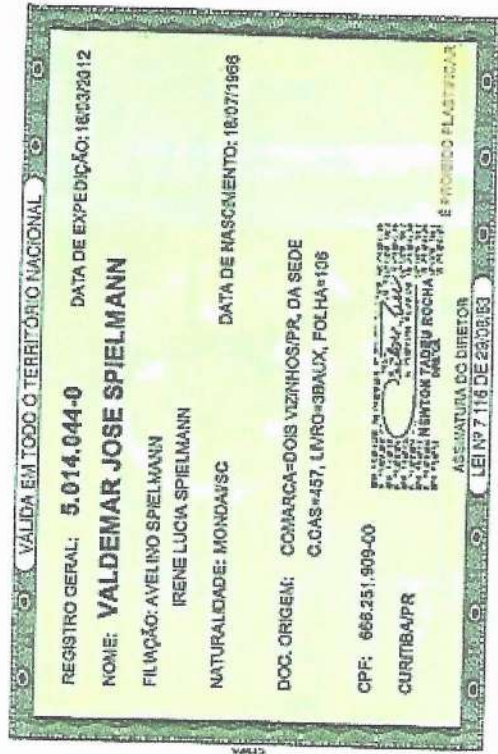 VÁLIDA EM TODO O TERRITÓRIO NACIONAL
REGISTRO GERAL: 5.014.044-0 DATA DE EXPEDIÇÃO: 16/03/2012
NOME: VALDEMAR JOSE SPIELMANN
FILIAÇÃO: AVELINO SPIELMANN
IRENE LUCIA SPIELMANN
NATURALIDADE: MONDAI/SC DATA DE NASCIMENTO: 18/07/1966
DOC. ORIGEM: COMARCA=DOIS VIZINHOS/PR, DA SEDE
C.CAS=457, LIVRO=3BAUX, FOLHA=136
CPF: 666.251.909-00
CURITIBA/PR
NEWTON TADEU ROCHA
ASSINATURA DO DIRETOR
É PROIBIDO PLASTIFICAR
LEI Nº 7.116 DE 29/08/83